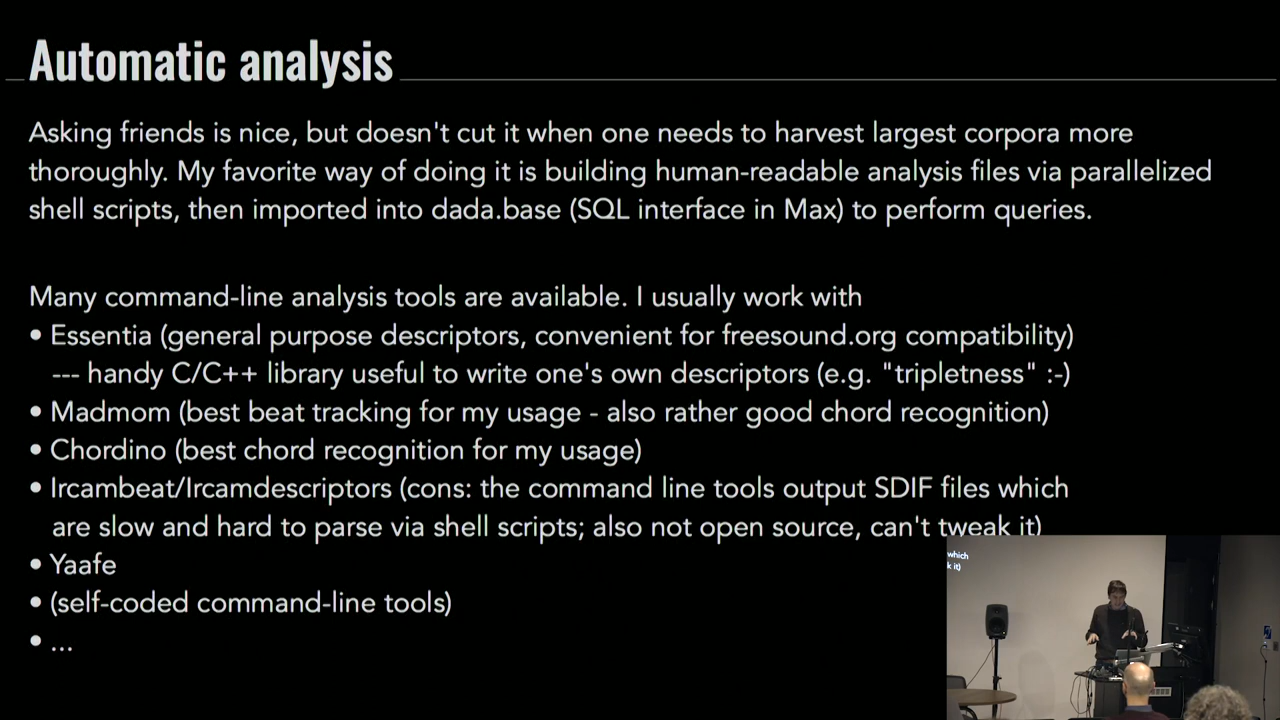 Automatic analysis
Asking friends is nice, but doesn't cut it when one needs to harvest largest corpora more
thoroughly. My favorite way of doing it is building human-readable analysis files via parallelized
shell scripts, then imported into dada.base (SQL interface in Max) to perform queries.
Many command-line analysis tools are available. I usually work with
• Essentia (general purpose descriptors, convenient for freesound.org compatibility)
--- handy C/C++ library useful to write one's own descriptors (e.g. "tripletness" :-)
• Madmom (best beat tracking for my usage - also rather good chord recognition)
• Chordino (best chord recognition for my usage)
• Ircambeat/Ircamdescriptors (cons: the command line tools output SDIF files which
are slow and hard to parse via shell scripts; also not open source, can't tweak it)
• Yaafe
• (self-coded command-line tools)
• ...
which
k it)